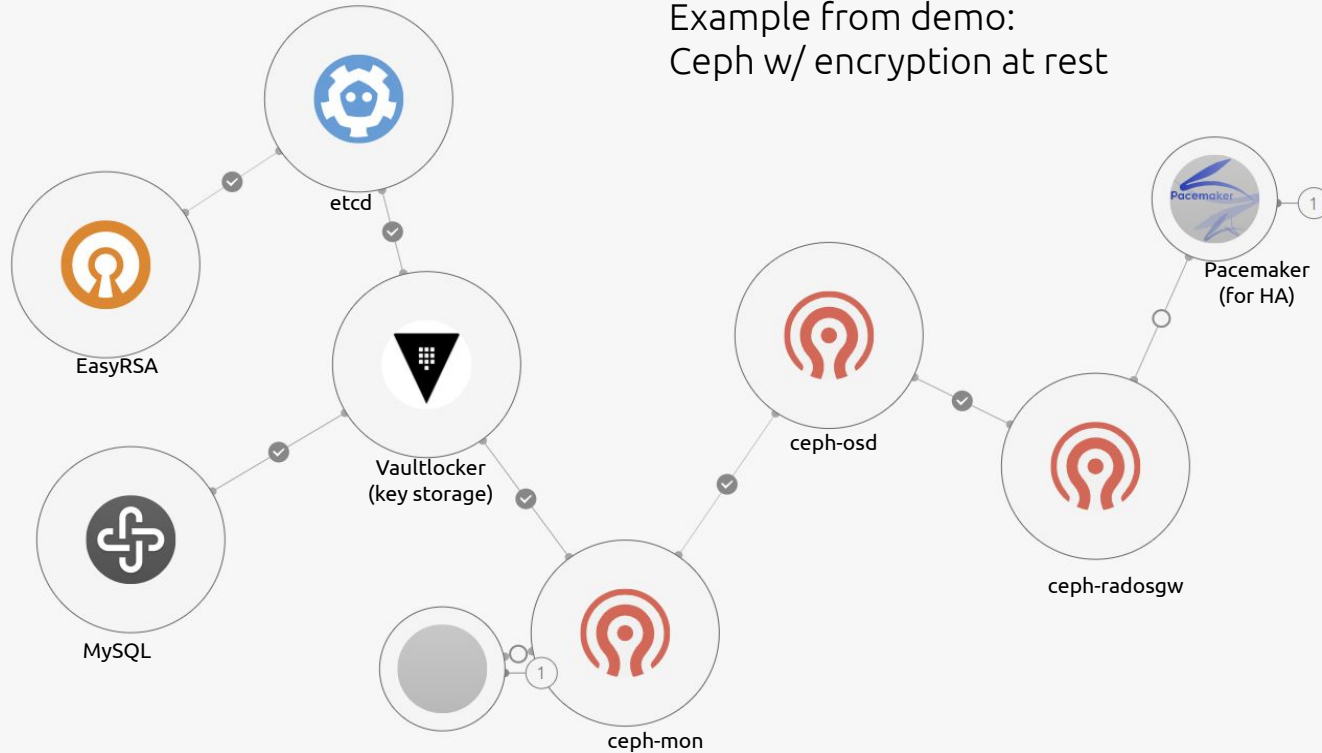 Example from demo:
Ceph w/ encryption at rest
etcd
Pacemaker
1
Pacemaker
(for HA)
EasyRSA
ceph-osd
Vaultlocker
(key storage)
ceph-radosgw
MySQL
1
ceph-mon